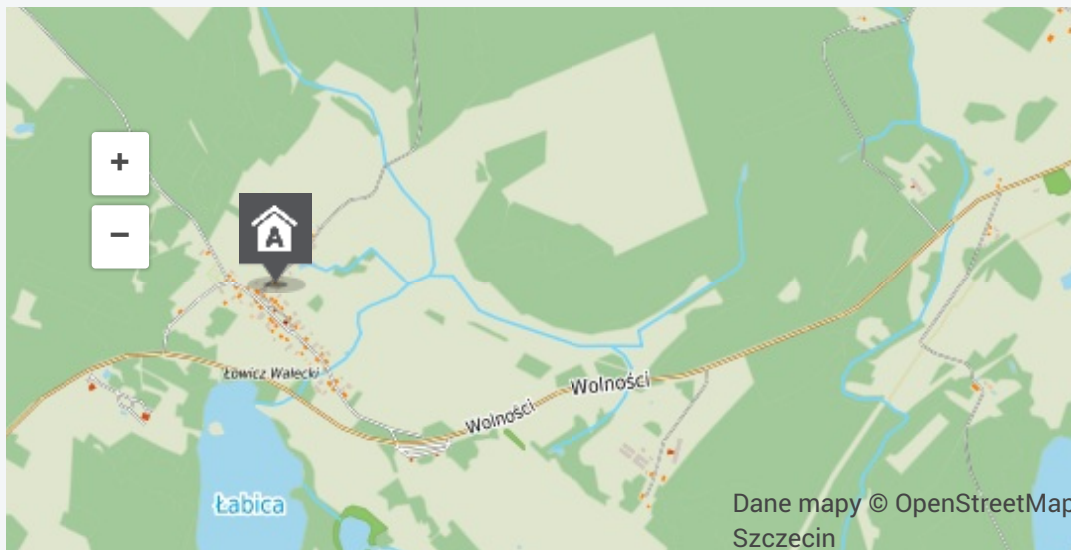 +
A
−
Łowicz Wałecki
Wolności
Wolności
Łabica
Dane mapy © OpenStreetMap
Szczecin